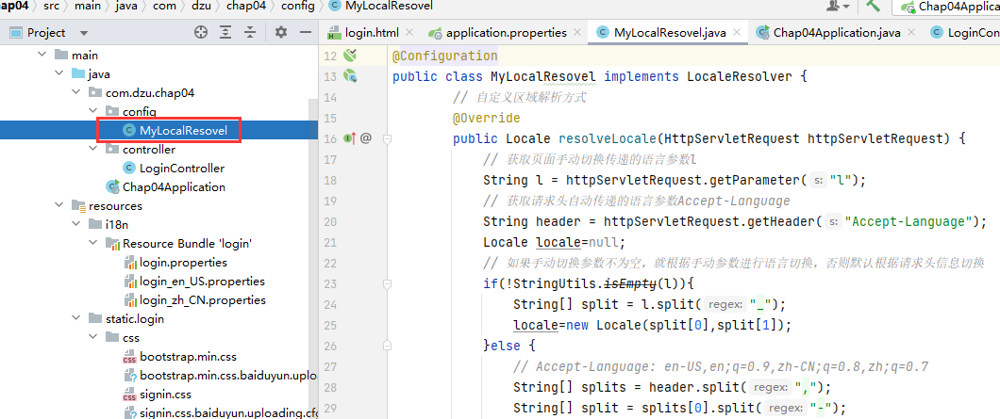 hap04 〉 src 〉 main 〉 java 〉 com 〉 dzu 〉 chap04 〉 config 〉 MyLocalResovel
Chap04Applicatio
Project
login.html
application.properties
MyLocalResovel.java
Chap04Application.java
LoginCont
main
java
com.dzu.chap04
config
MyLocalResovel
controller
LoginController
Chap04Application
resources
i18n
Resource Bundle 'login'
login.properties
login_en_US.properties
login_zh_CN.properties
static.login
css
bootstrap.min.css
bootstrap.min.css.baiduyun.uploa
signin.css
signin.css.baiduyun.uploading.cfg
12 @Configuration
13 public class MyLocalResovel implements LocaleResolver {
14 // 自定义区域解析方式
15 @Override
16 @ public Locale resolveLocale(HttpServletRequest httpServletRequest) {
17 // 获取页面手动切换传递的语言参数l
18 String l = httpServletRequest.getParameter( s: "l");
19 // 获取请求头自动传递的语言参数Accept-Language
20 String header = httpServletRequest.getHeader( s: "Accept-Language");
21 Locale locale=null;
22 // 如果手动切换参数不为空，就根据手动参数进行语言切换，否则默认根据请求头信息切换
23 if(!StringUtils.isEmpty(l)){
24 String[] split = l.split( regex: "_");
25 locale=new Locale(split[0],split[1]);
26 }else {
27 // Accept-Language: en-US,en;q=0.9,zh-CN;q=0.8,zh;q=0.7
28 String[] splits = header.split( regex: ",");
29 String[] split = splits[0].split( regex: "-");